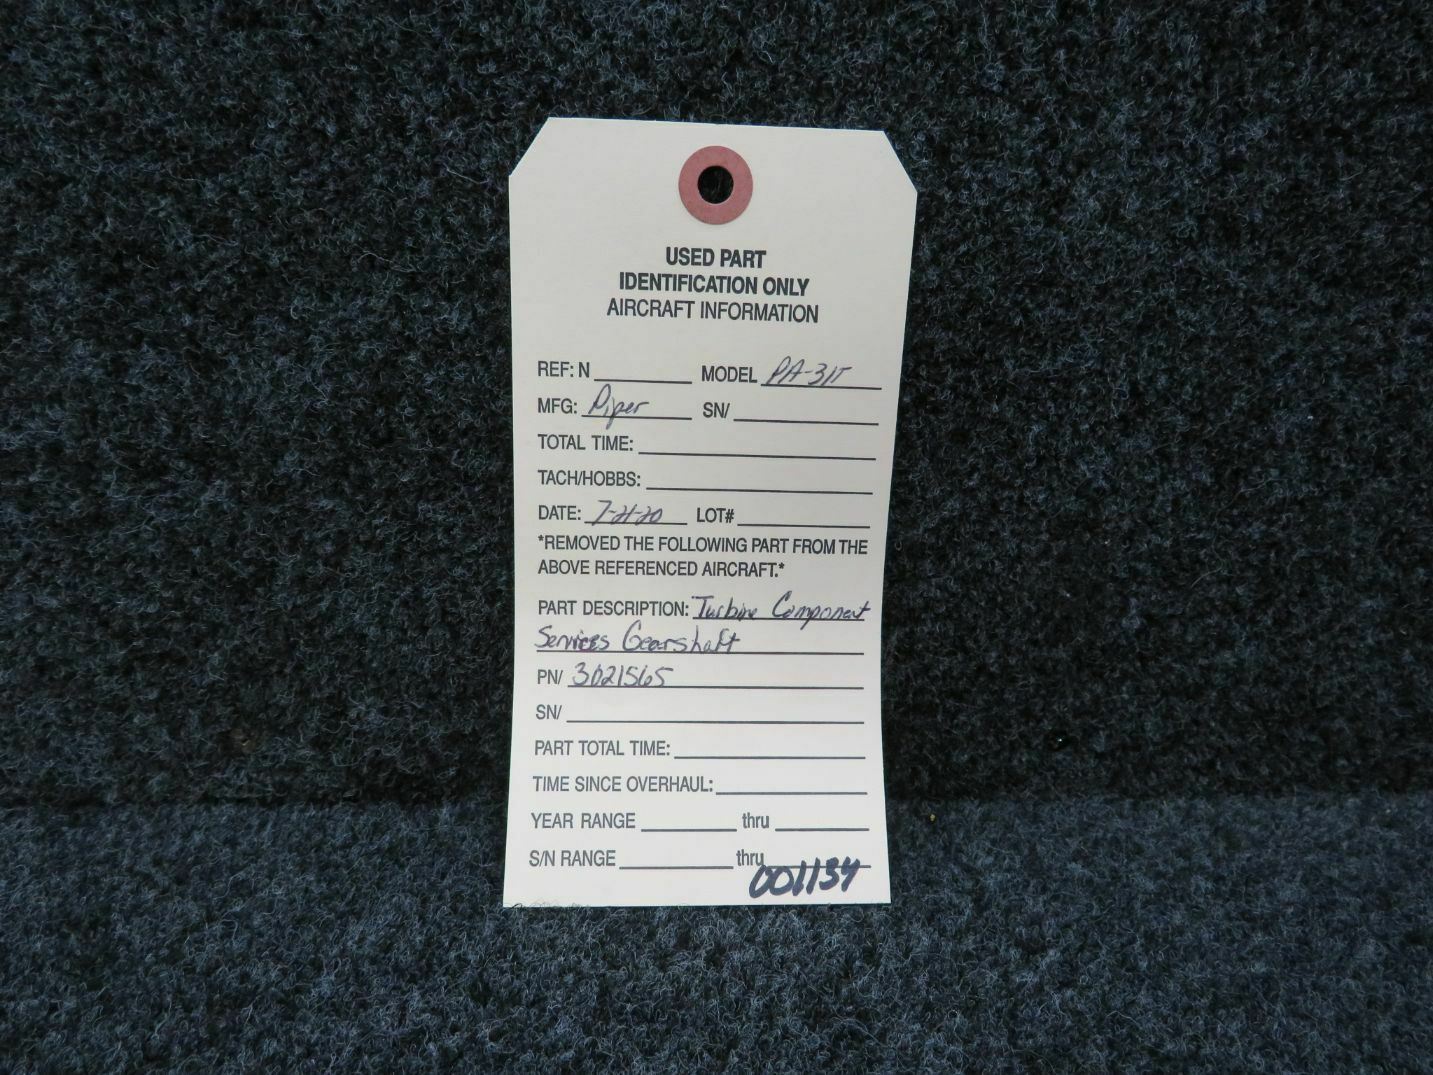 USED PART
IDENTIFICATION ONLY
AIRCRAFT INFORMATION
REF: N MODEL PA-31T
MFG: Piper SN/
TOTAL TIME:
TACH/HOBBS:
DATE: 7-21-20 LOT#
*REMOVED THE FOLLOWING PART FROM THE
ABOVE REFERENCED AIRCRAFT.*
PART DESCRIPTION: Turbine Component
Services Gearshaft
PN/ 3021565
SN/
PART TOTAL TIME:
TIME SINCE OVERHAUL:
YEAR RANGE thru
S/N RANGE thru
001134